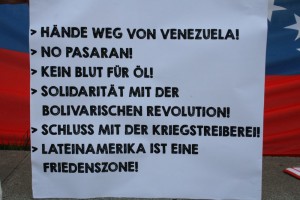 > HÄNDE WEG VON VENEZUELA!
> NO PASARAN!
> KEIN BLUT FÜR ÖL!
> SOLIDARITÄT MIT DER
BOLIVARISCHEN REVOLUTION!
> SCHLUSS MIT DER KRIEGSTREIBEREI!
> LATEINAMERIKA IST EINE
FRIEDENSZONE!